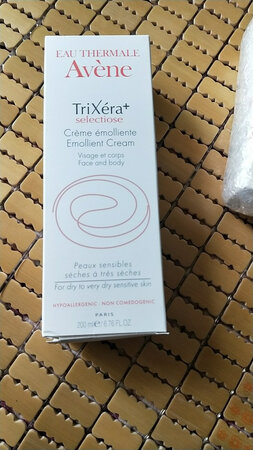 EAU THERMALE
Avène
TriXéra+
selectiose
Crème émolliente
Emollient Cream
Visage et corps
Face and body
Peaux sensibles
sèches à très sèches
For dry to very dry sensitive skin
HYPOALLERGENIC / NON COMEDOGENIC
PARIS
200 ml e / 6.76 FL.OZ